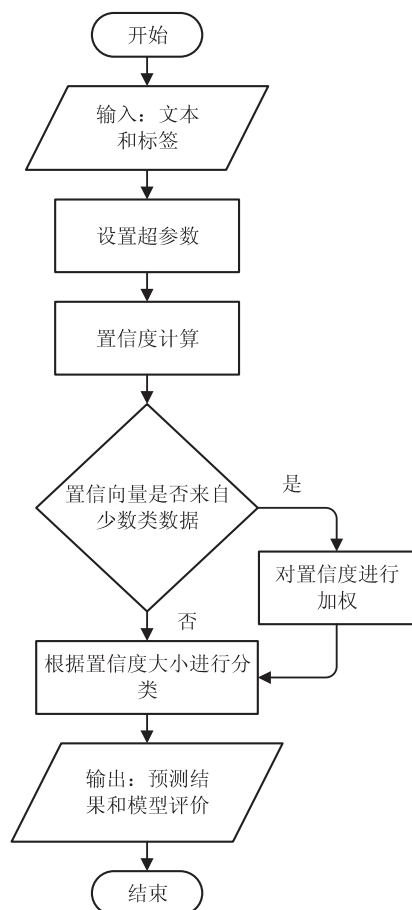 开始
输入：文本
和标签
设置超参数
置信度计算
置信向量是否来自
少数类数据
是
对置信度进行
加权
否
根据置信度大小进行分
类
输出：预测结
果和模型评价
结束